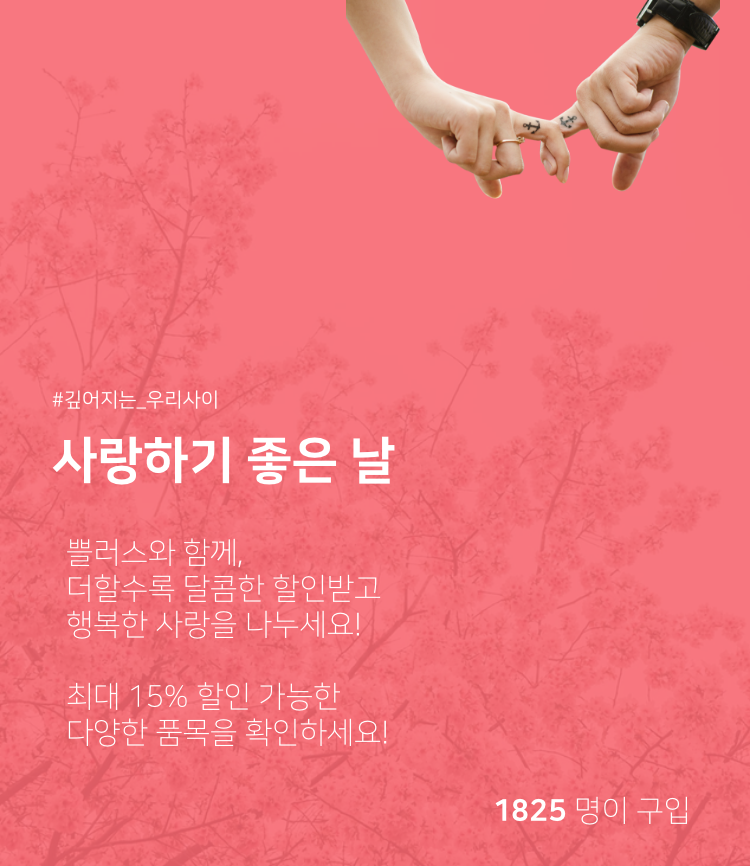 #깊어지는_우리사이
사랑하기 좋은 날
쁠러스와 함께,
더할수록 달콤한 할인받고
행복한 사랑을 나누세요!
최대 15% 할인 가능한
다양한 품목을 확인하세요!
1825 명이 구입